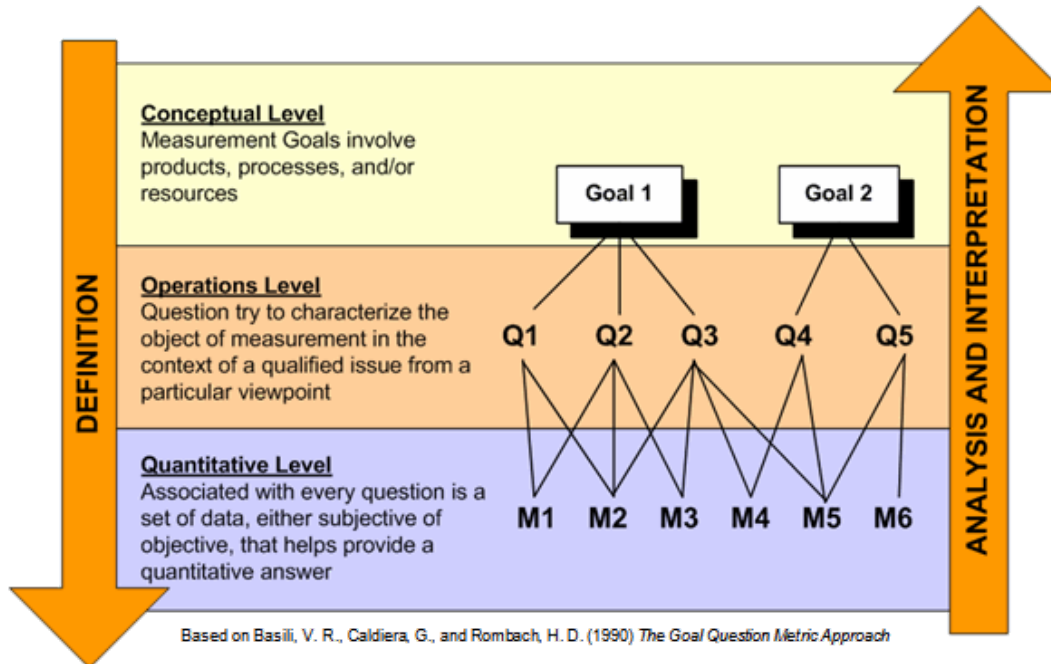 DEFINITION
Conceptual Level
Measurement Goals involve
products, processes, and/or
resources
Goal 1
Goal 2
Operations Level
Question try to characterize the
object of measurement in the
context of a qualified issue from a
particular viewpoint
Q1 Q2 Q3 Q4 Q5
Quantitative Level
Associated with every question is a
set of data, either subjective of
objective, that helps provide a
quantitative answer
M1 M2 M3 M4 M5 M6
ANALYSIS AND INTERPRETATION
Based on Basili, V. R., Caldiera, G., and Rombach, H. D. (1990) The Goal Question Metric Approach